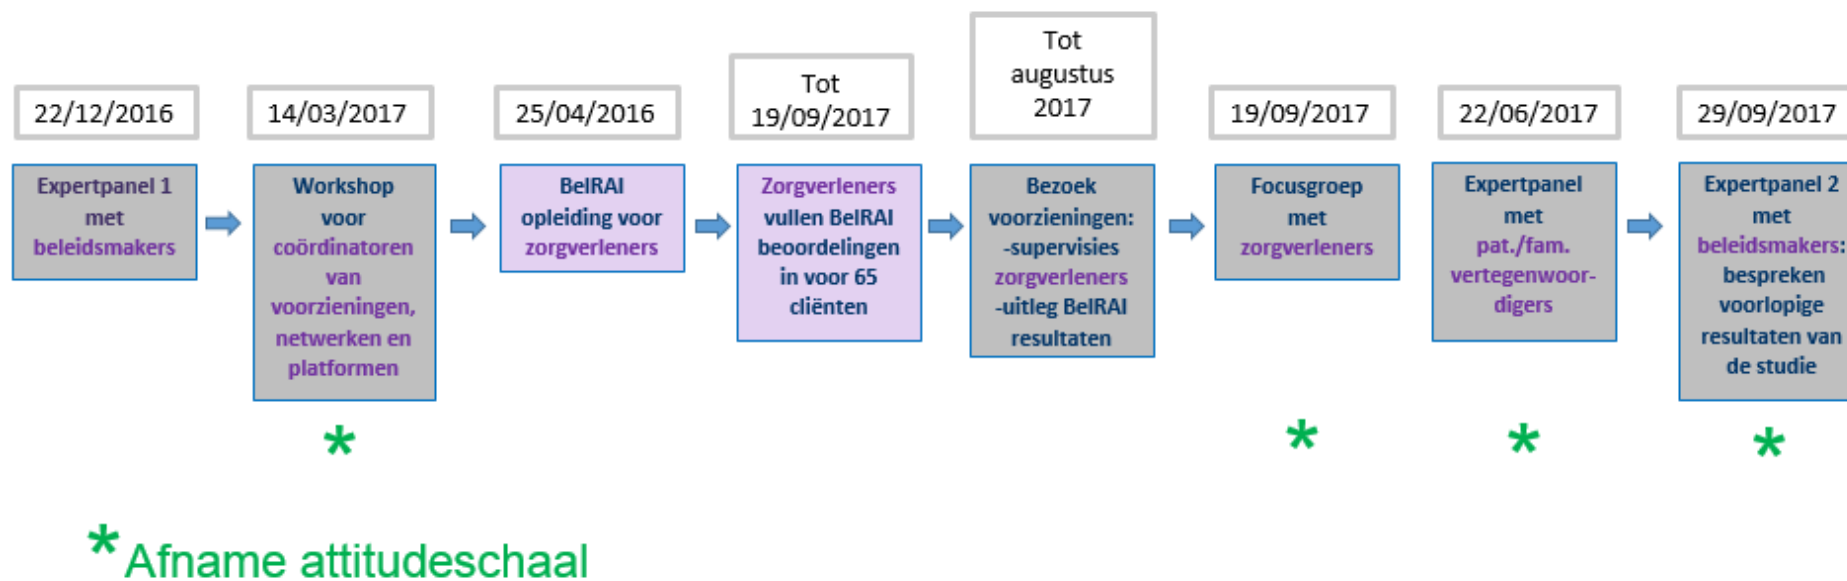 22/12/2016
14/03/2017
25/04/2016
Tot
19/09/2017
Tot
augustus
2017
19/09/2017
22/06/2017
29/09/2017
Expertpanel 1
met
beleidsmakers
Workshop
voor
coördinatoren
van
voorzieningen,
netwerken en
platformen
BelRAI
opleiding voor
zorgverleners
Zorgverleners
vullen BelRAI
beoordelingen
in voor 65
cliënten
Bezoek
voorzieningen:
-supervisies
zorgverleners
-uitleg BelRAI
resultaten
Focusgroep
met
zorgverleners
Expertpanel
met
pat./fam.
vertegenwoor-
digers
Expertpanel 2
met
beleidsmakers:
bespreken
voorlopige
resultaten van
de studie
*
*
*
*
* Afname attitudeschaal